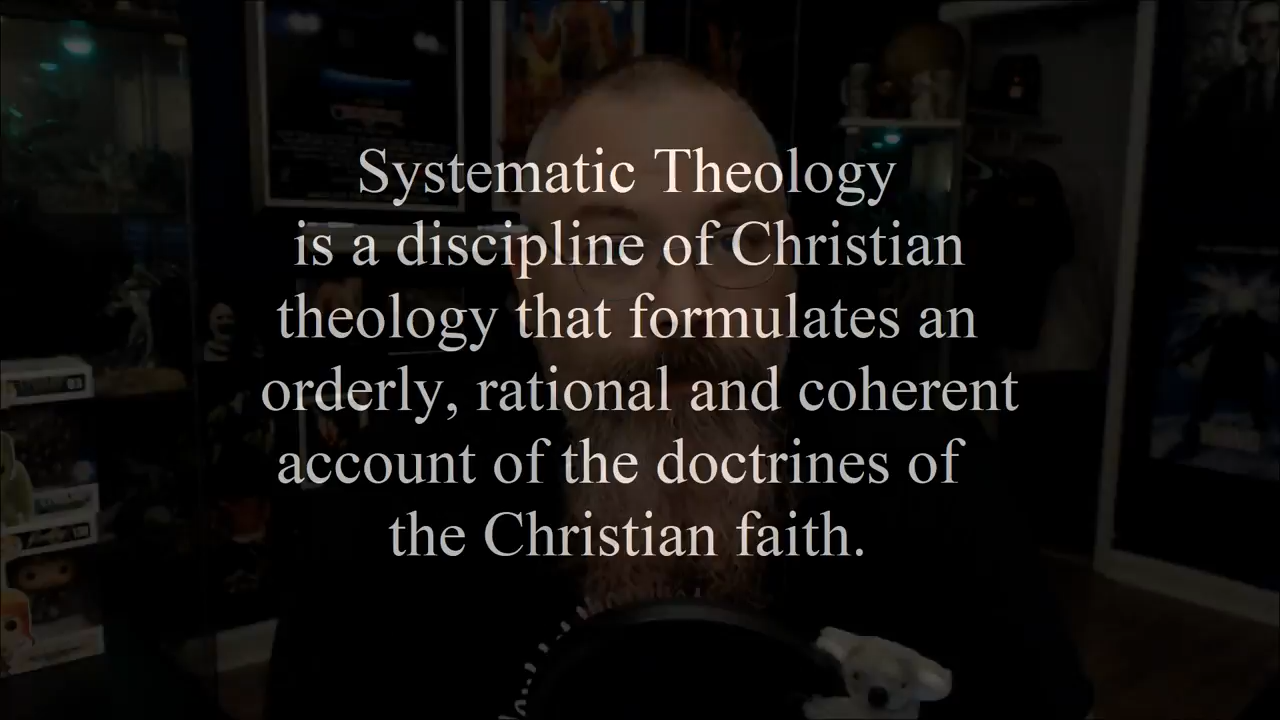 Systematic Theology
is a discipline of Christian
theology that formulates an
orderly, rational and coherent
account of the doctrines of
the Christian faith.